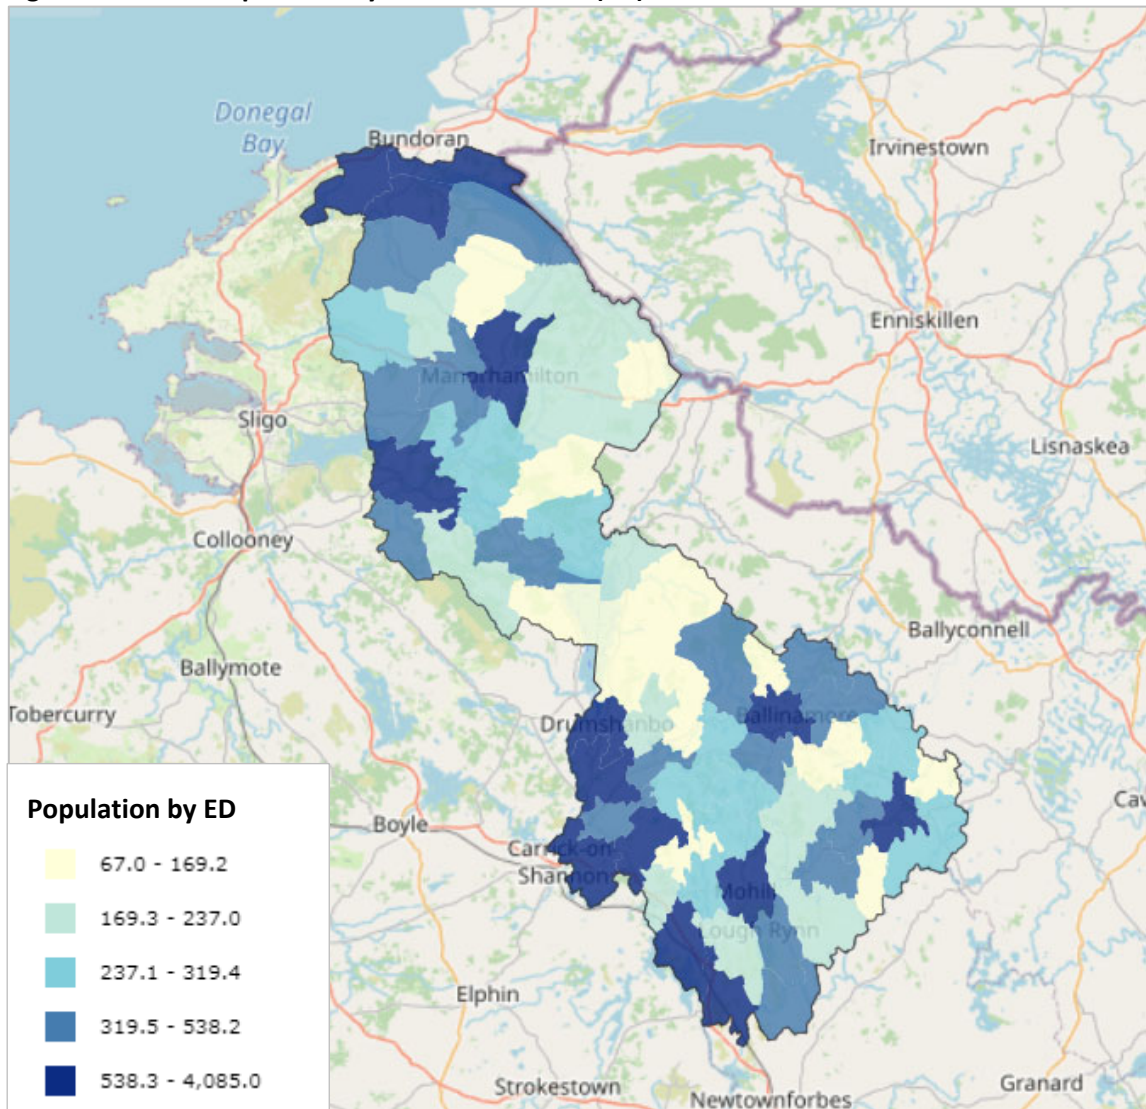 Donegal
Bay
Bundoran
Irvinestown
Enniskillen
Manorhamilton
Sligo
Lisnaskea
Collooney
Ballyconnell
Ballymote
Tobercurry
Drumshanbo
Ballinamore
Cav
Boyle
Carrick-on-
Shannon
Mohill
Lough Rynn
Elphin
Strokestown
Newtownforbes
Granard
Population by ED
67.0 - 169.2
169.3 - 237.0
237.1 - 319.4
319.5 - 538.2
538.3 - 4,085.0